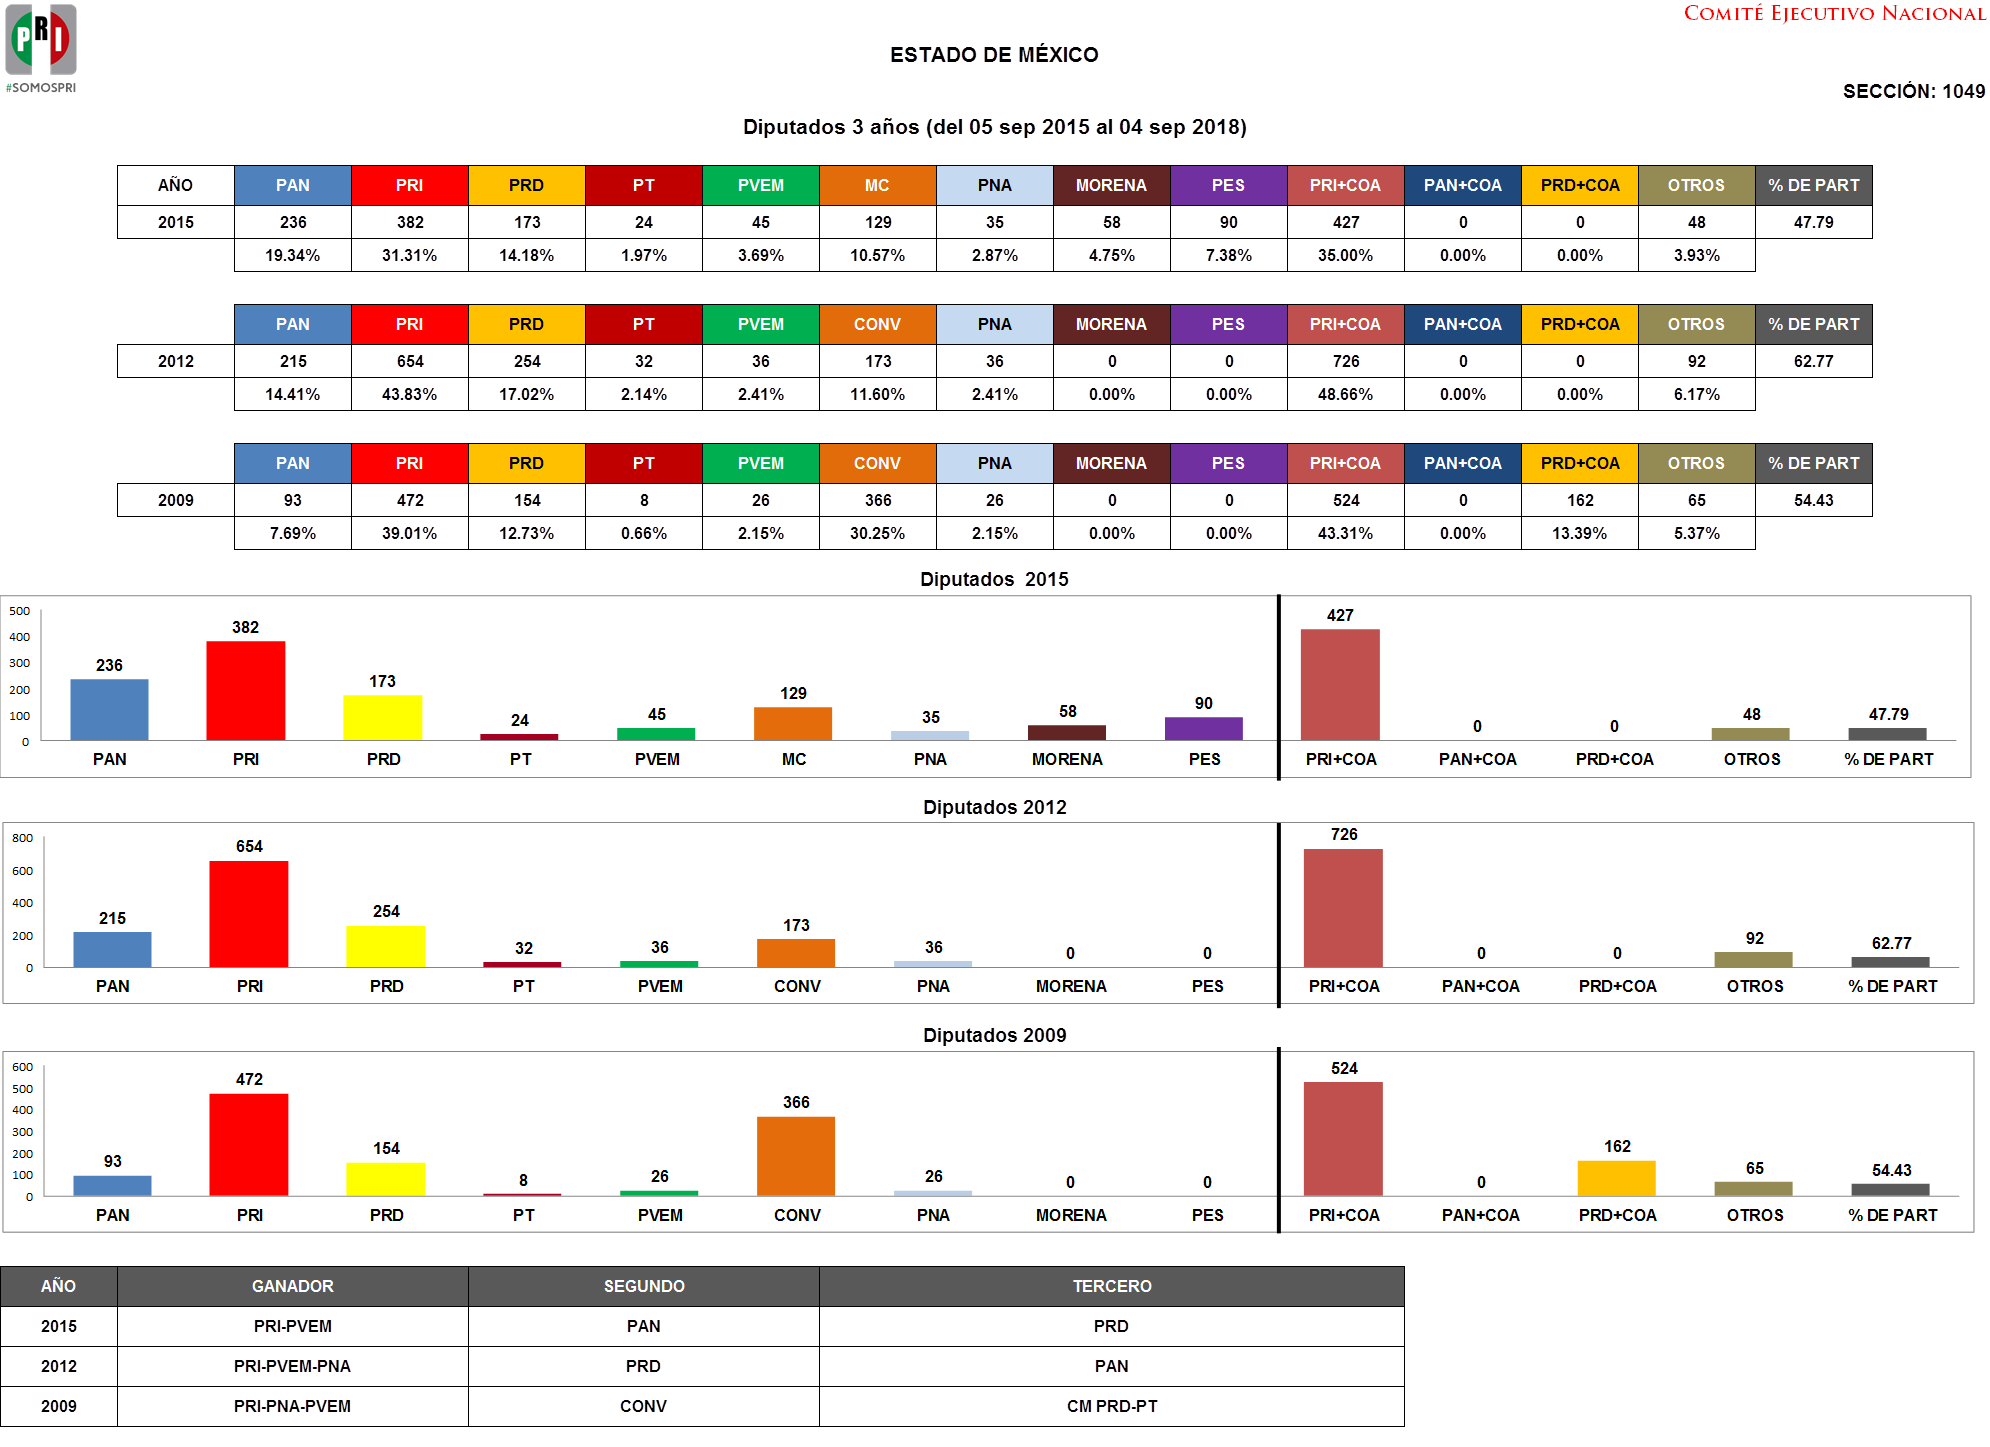 PRI
#SOMOSPRI
COMITÉ EJECUTIVO NACIONAL
ESTADO DE MÉXICO
SECCIÓN: 1049
Diputados 3 años (del 05 sep 2015 al 04 sep 2018)
AÑO PAN PRI PRD PT PVEM MC PNA MORENA PES PRI+COA PAN+COA PRD+COA OTROS % DE PART
2015 236 382 173 24 45 129 35 58 90 427 0 0 48 47.79
19.34% 31.31% 14.18% 1.97% 3.69% 10.57% 2.87% 4.75% 7.38% 35.00% 0.00% 0.00% 3.93%
PAN PRI PRD PT PVEM CONV PNA MORENA PES PRI+COA PAN+COA PRD+COA OTROS % DE PART
2012 215 654 254 32 36 173 36 0 0 726 0 0 92 62.77
14.41% 43.83% 17.02% 2.14% 2.41% 11.60% 2.41% 0.00% 0.00% 48.66% 0.00% 0.00% 6.17%
PAN PRI PRD PT PVEM CONV PNA MORENA PES PRI+COA PAN+COA PRD+COA OTROS % DE PART
2009 93 472 154 8 26 366 26 0 0 524 0 162 65 54.43
7.69% 39.01% 12.73% 0.66% 2.15% 30.25% 2.15% 0.00% 0.00% 43.31% 0.00% 13.39% 5.37%
Diputados 2015
500
400
300
200
100
0
236 382 173 24 45 129 35 58 90 427 0 0 48 47.79
PAN PRI PRD PT PVEM MC PNA MORENA PES PRI+COA PAN+COA PRD+COA OTROS % DE PART
Diputados 2012
800
600
400
200
0
215 654 254 32 36 173 36 0 0 726 0 0 92 62.77
PAN PRI PRD PT PVEM CONV PNA MORENA PES PRI+COA PAN+COA PRD+COA OTROS % DE PART
Diputados 2009
600
500
400
300
200
100
0
93 472 154 8 26 366 26 0 0 524 0 162 65 54.43
PAN PRI PRD PT PVEM CONV PNA MORENA PES PRI+COA PAN+COA PRD+COA OTROS % DE PART
AÑO GANADOR SEGUNDO TERCERO
2015 PRI-PVEM PAN PRD
2012 PRI-PVEM-PNA PRD PAN
2009 PRI-PNA-PVEM CONV CM PRD-PT